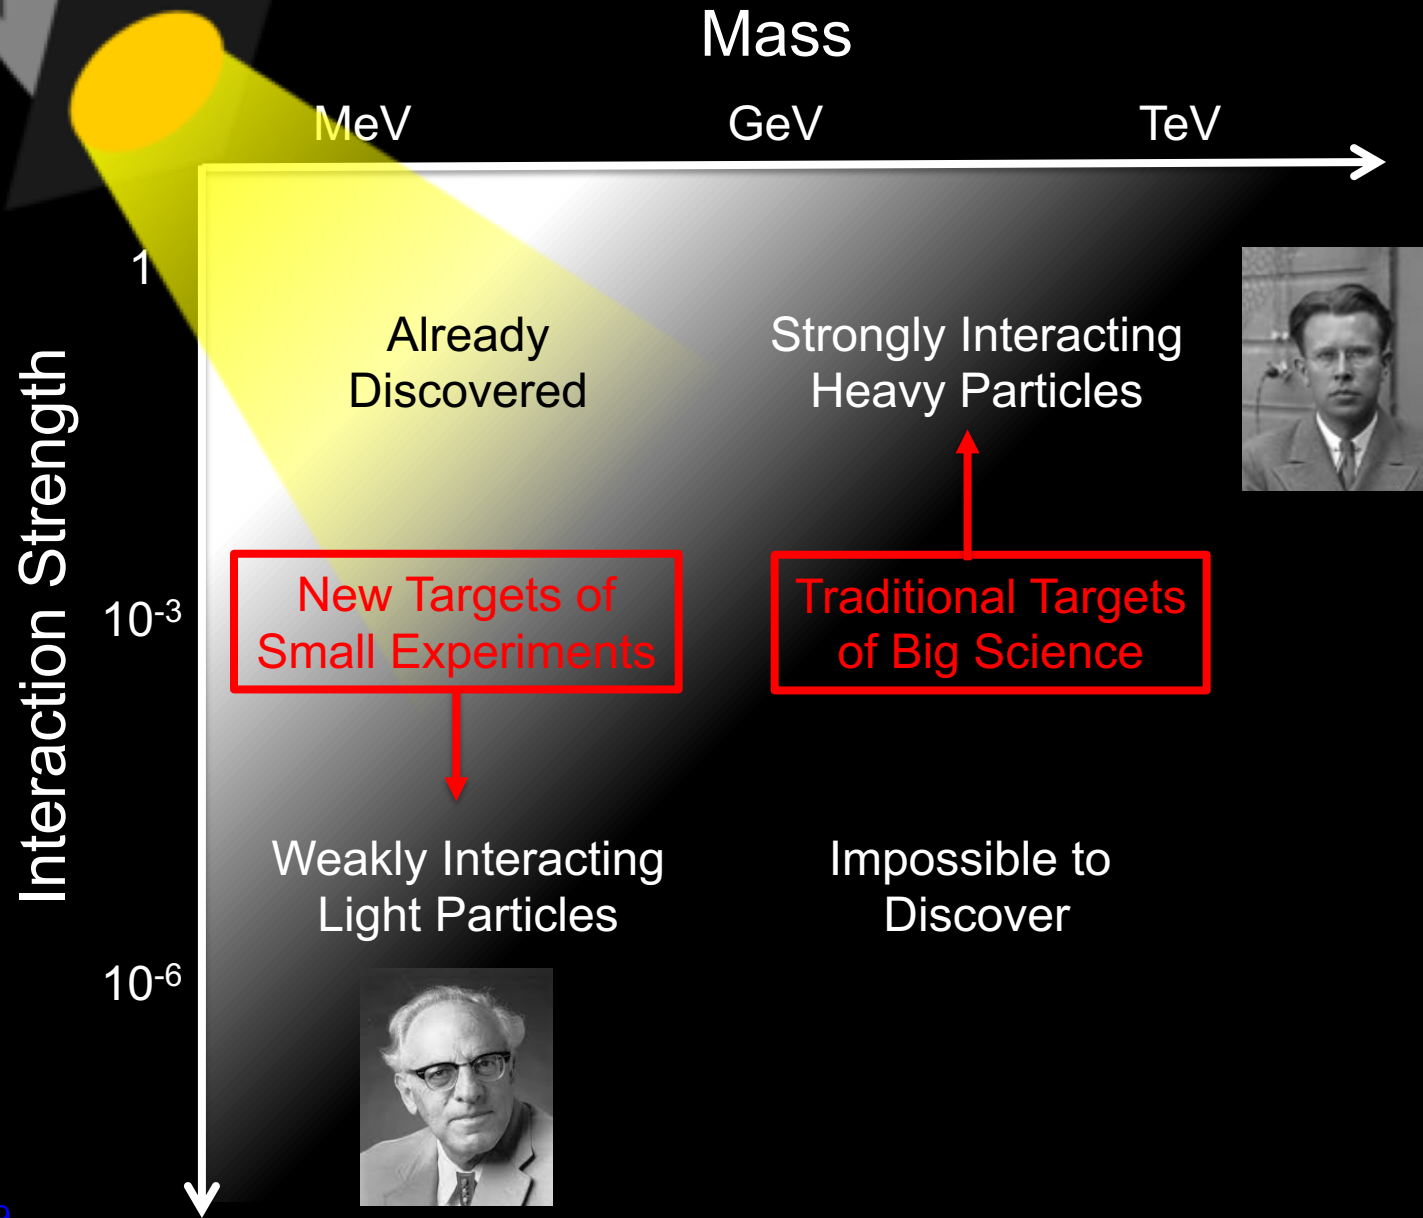 Mass
MeV GeV TeV
1
Already
Discovered
Strongly Interacting
Heavy Particles
Interaction Strength
10⁻³
New Targets of
Small Experiments
Traditional Targets
of Big Science
Weakly Interacting
Light Particles
Impossible to
Discover
10⁻⁶